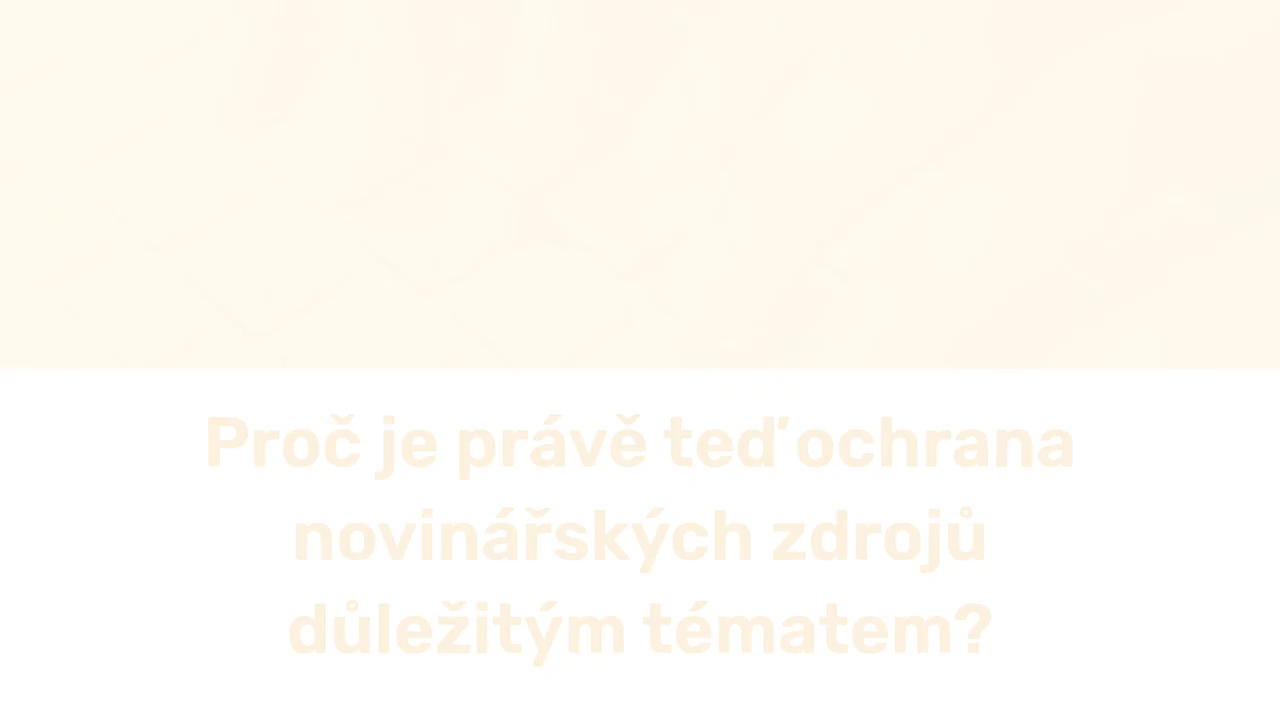 Proč je právě teď ochrana
novinářských zdrojů
důležitým tématem?